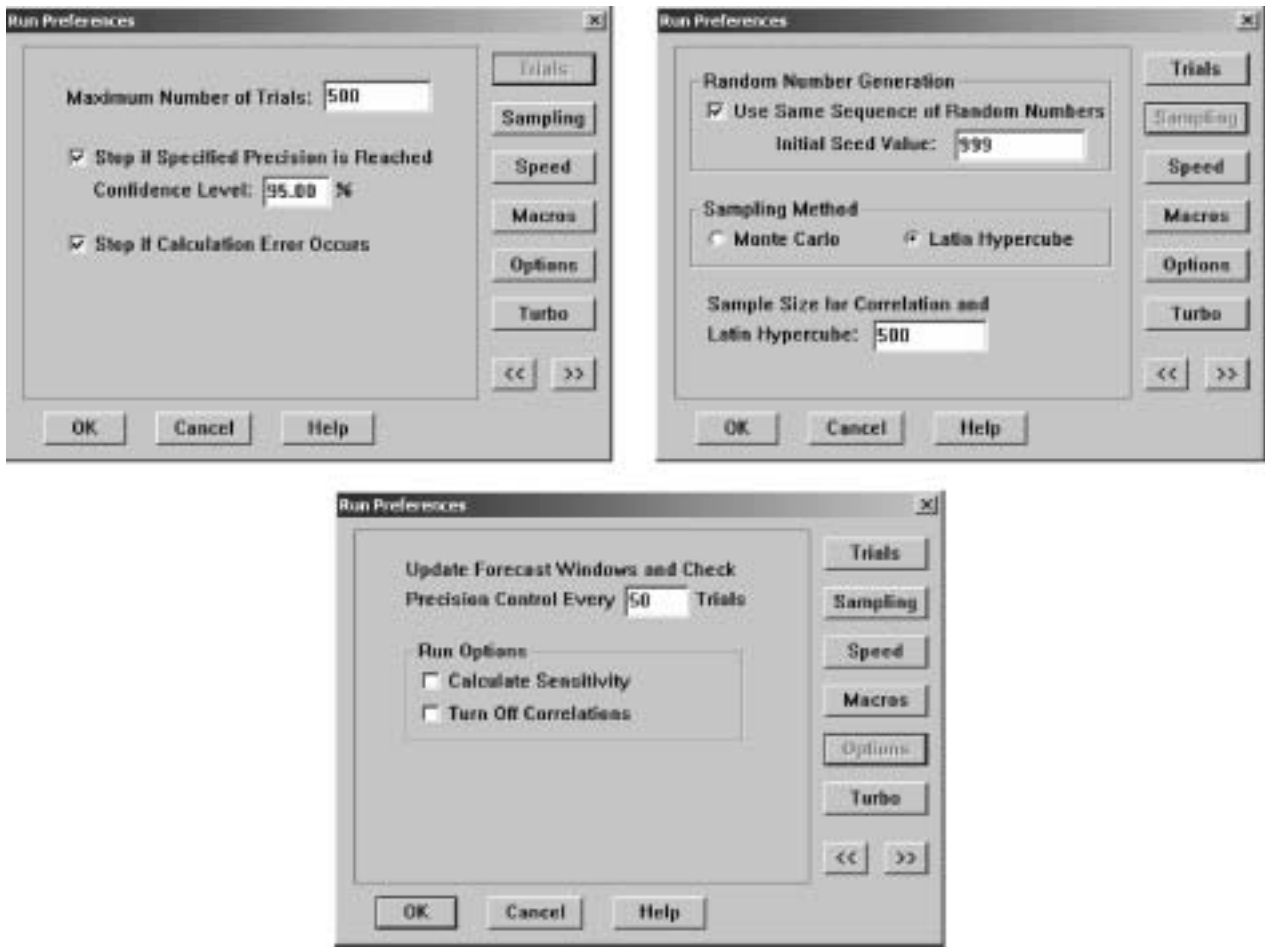 Run Preferences
Maximum Number of Trials: 500
Stop if Specified Precision is Reached
Confidence Level: 95.00 %
Stop if Calculation Error Occurs
Trials
Sampling
Speed
Macros
Options
Turbo
<< >>
OK Cancel Help
Run Preferences
Random Number Generation
Use Same Sequence of Random Numbers
Initial Seed Value: 999
Sampling Method
Monte Carlo Latin Hypercube
Sample Size for Correlation and
Latin Hypercube: 500
Trials
Sampling
Speed
Macros
Options
Turbo
<< >>
OK Cancel Help
Run Preferences
Update Forecast Windows and Check
Precision Control Every 50 Trials
Run Options
Calculate Sensitivity
Turn Off Correlations
Trials
Sampling
Speed
Macros
Options
Turbo
<< >>
OK Cancel Help